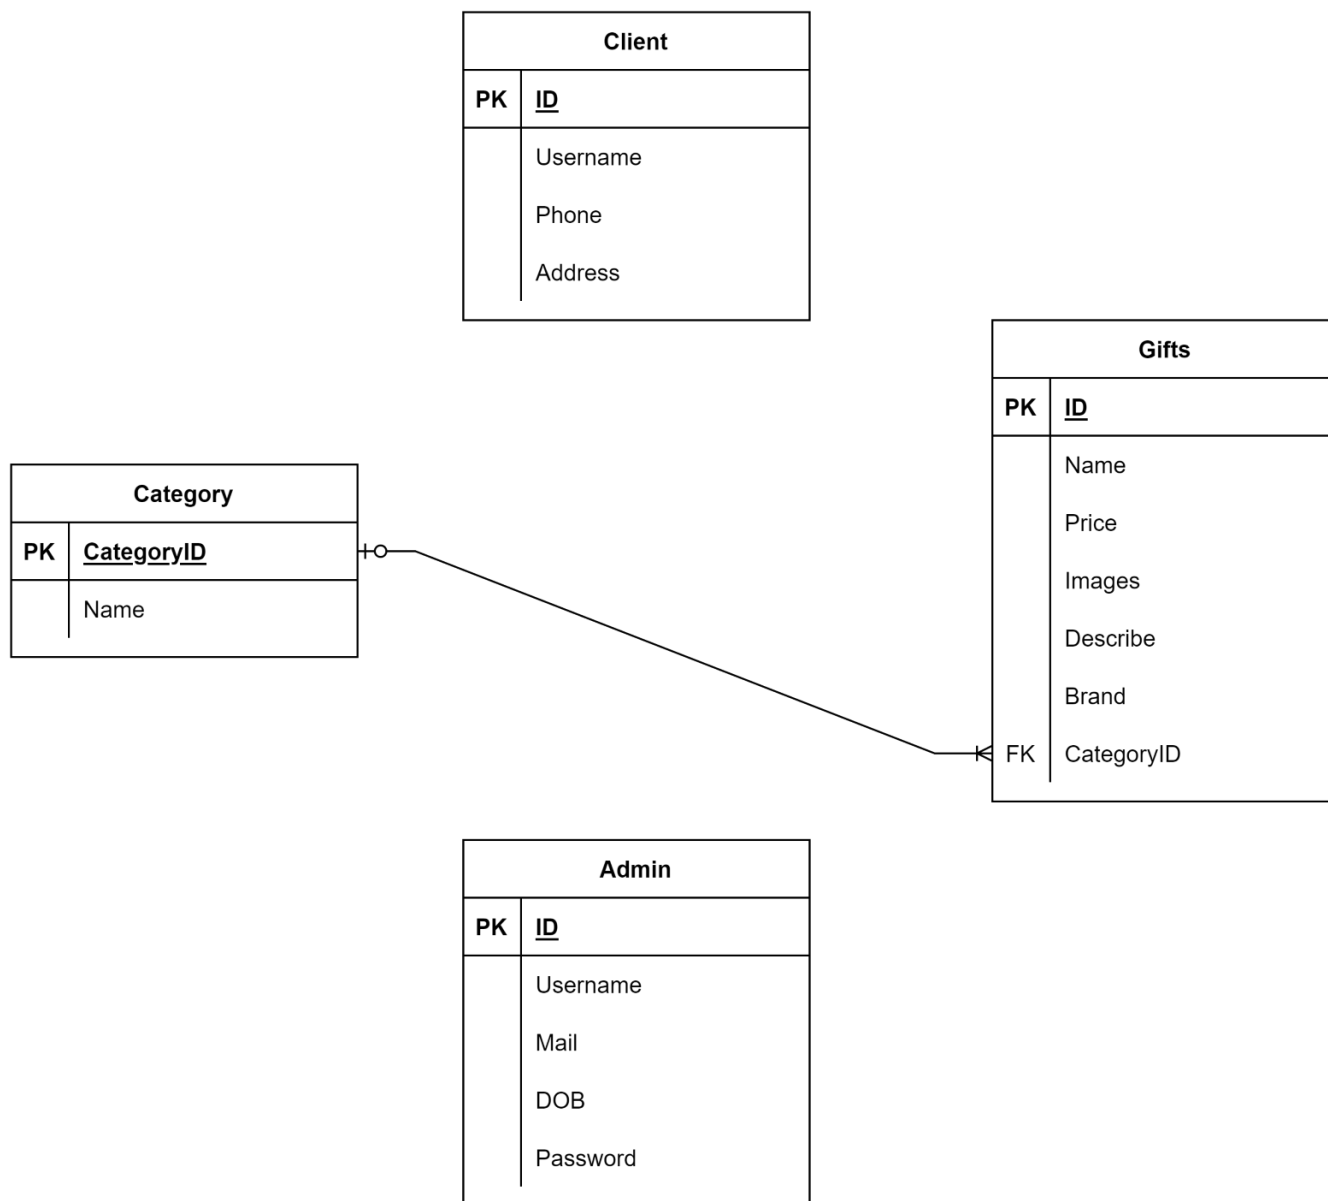 Client
PK ID
Username
Phone
Address
Gifts
PK ID
Name
Price
Images
Describe
Brand
FK CategoryID
Category
PK CategoryID
Name
Admin
PK ID
Username
Mail
DOB
Password